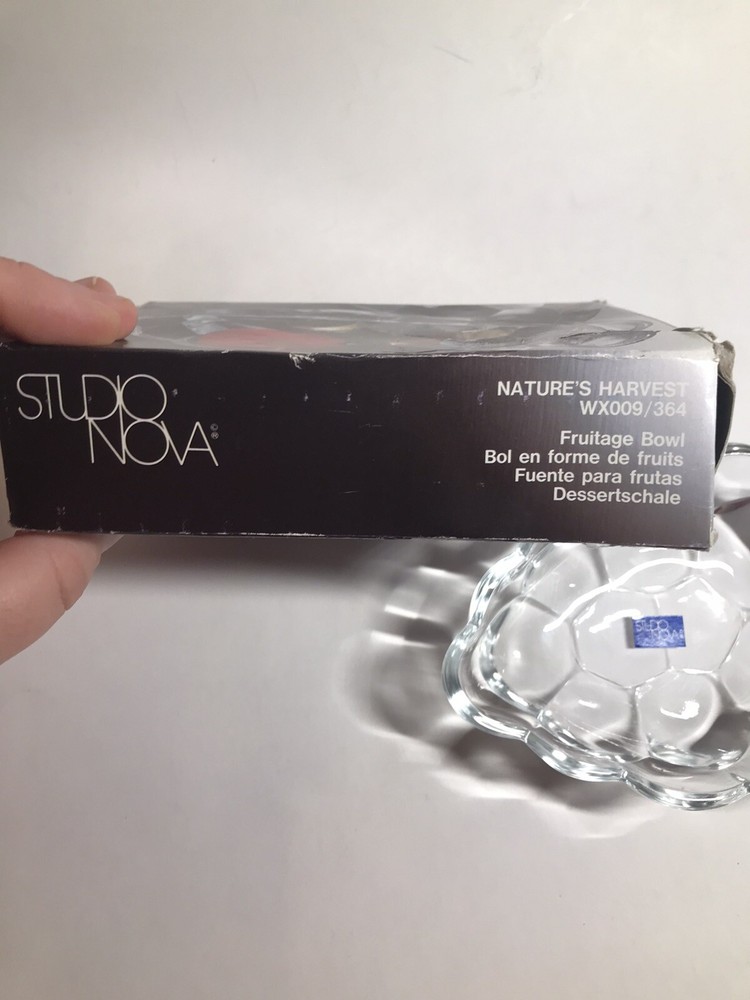 STUDIO
NOVA©®
NATURE'S HARVEST
WX009/364
Fruitage Bowl
Bol en forme de fruits
Fuente para frutas
Dessertschale
STUDIO
NOVA